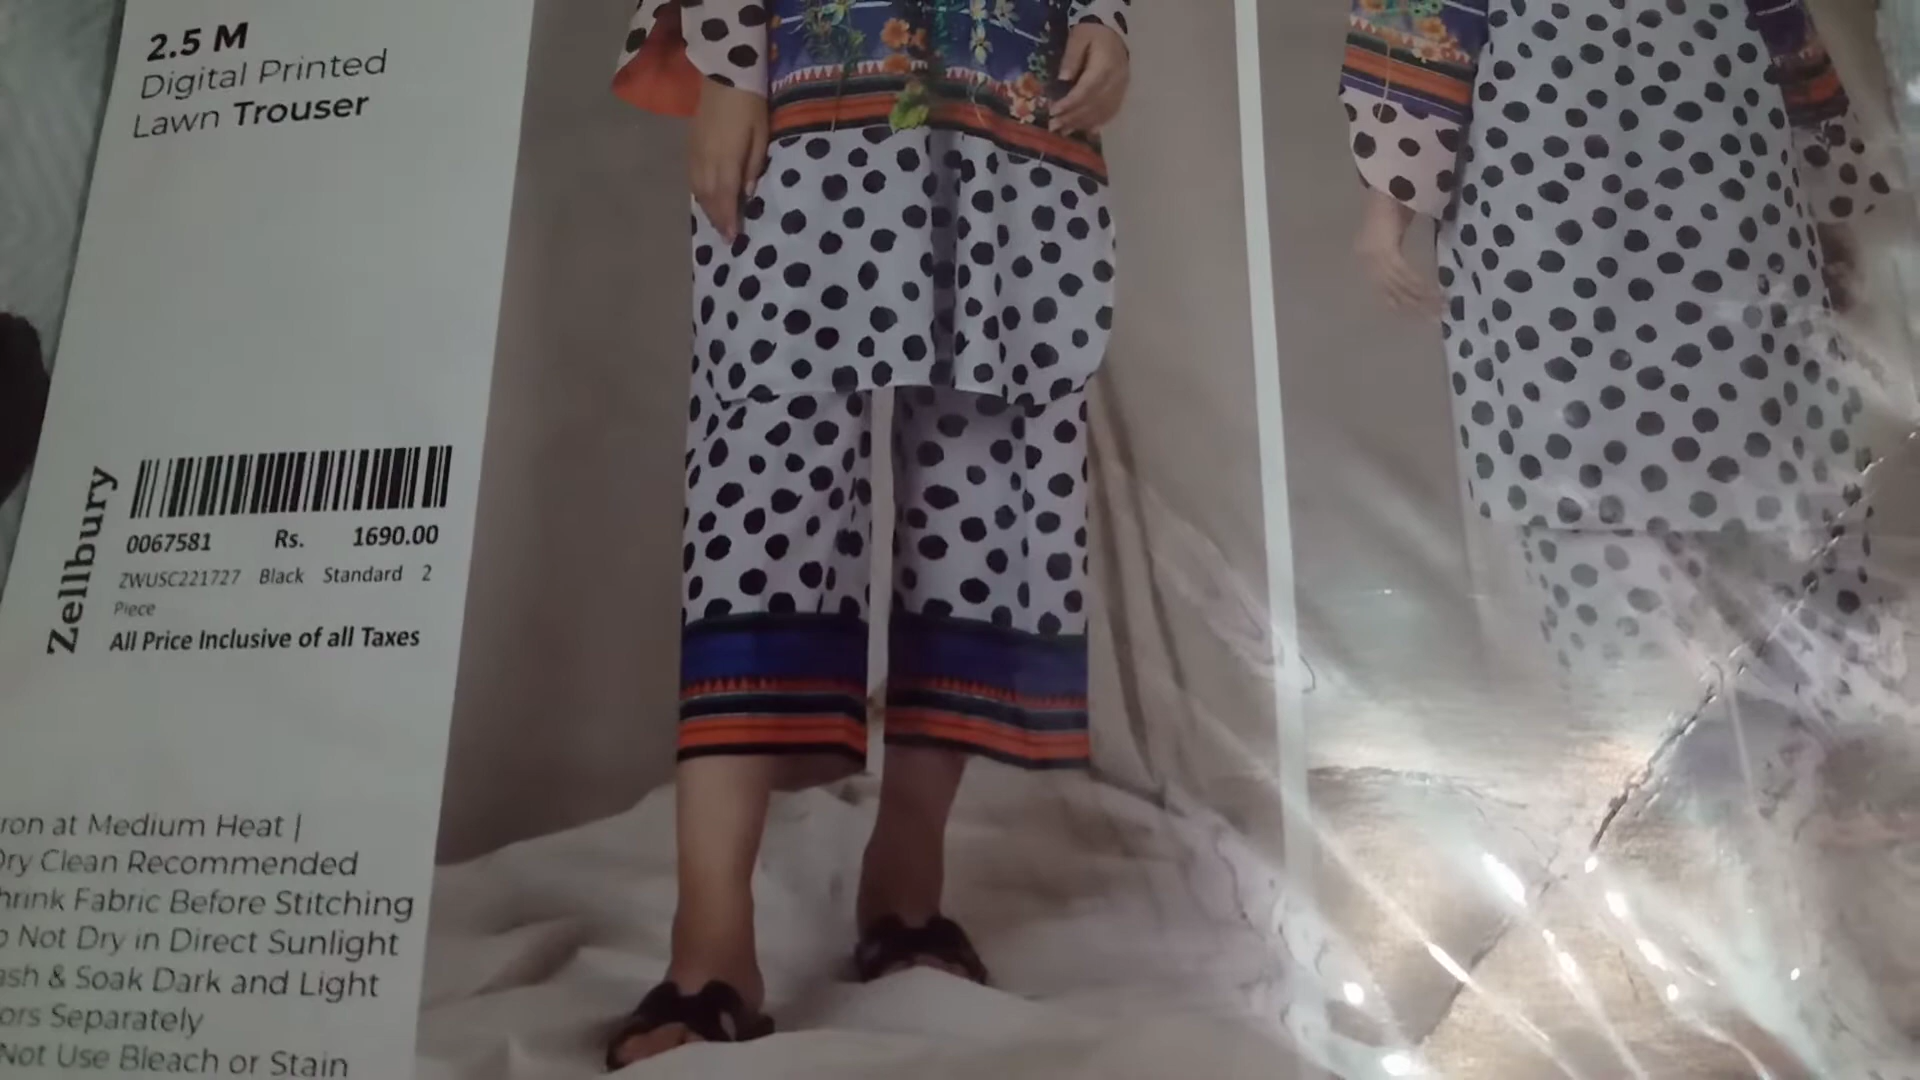 2.5 M
Digital Printed
Lawn Trouser
Zellbury
0067581 Rs. 1690.00
ZWUSC221727 Black Standard 2
Piece
All Price Inclusive of all Taxes
ron at Medium Heat |
Dry Clean Recommended
hrink Fabric Before Stitching
o Not Dry in Direct Sunlight
ash & Soak Dark and Light
ors Separately
Not Use Bleach or Stain